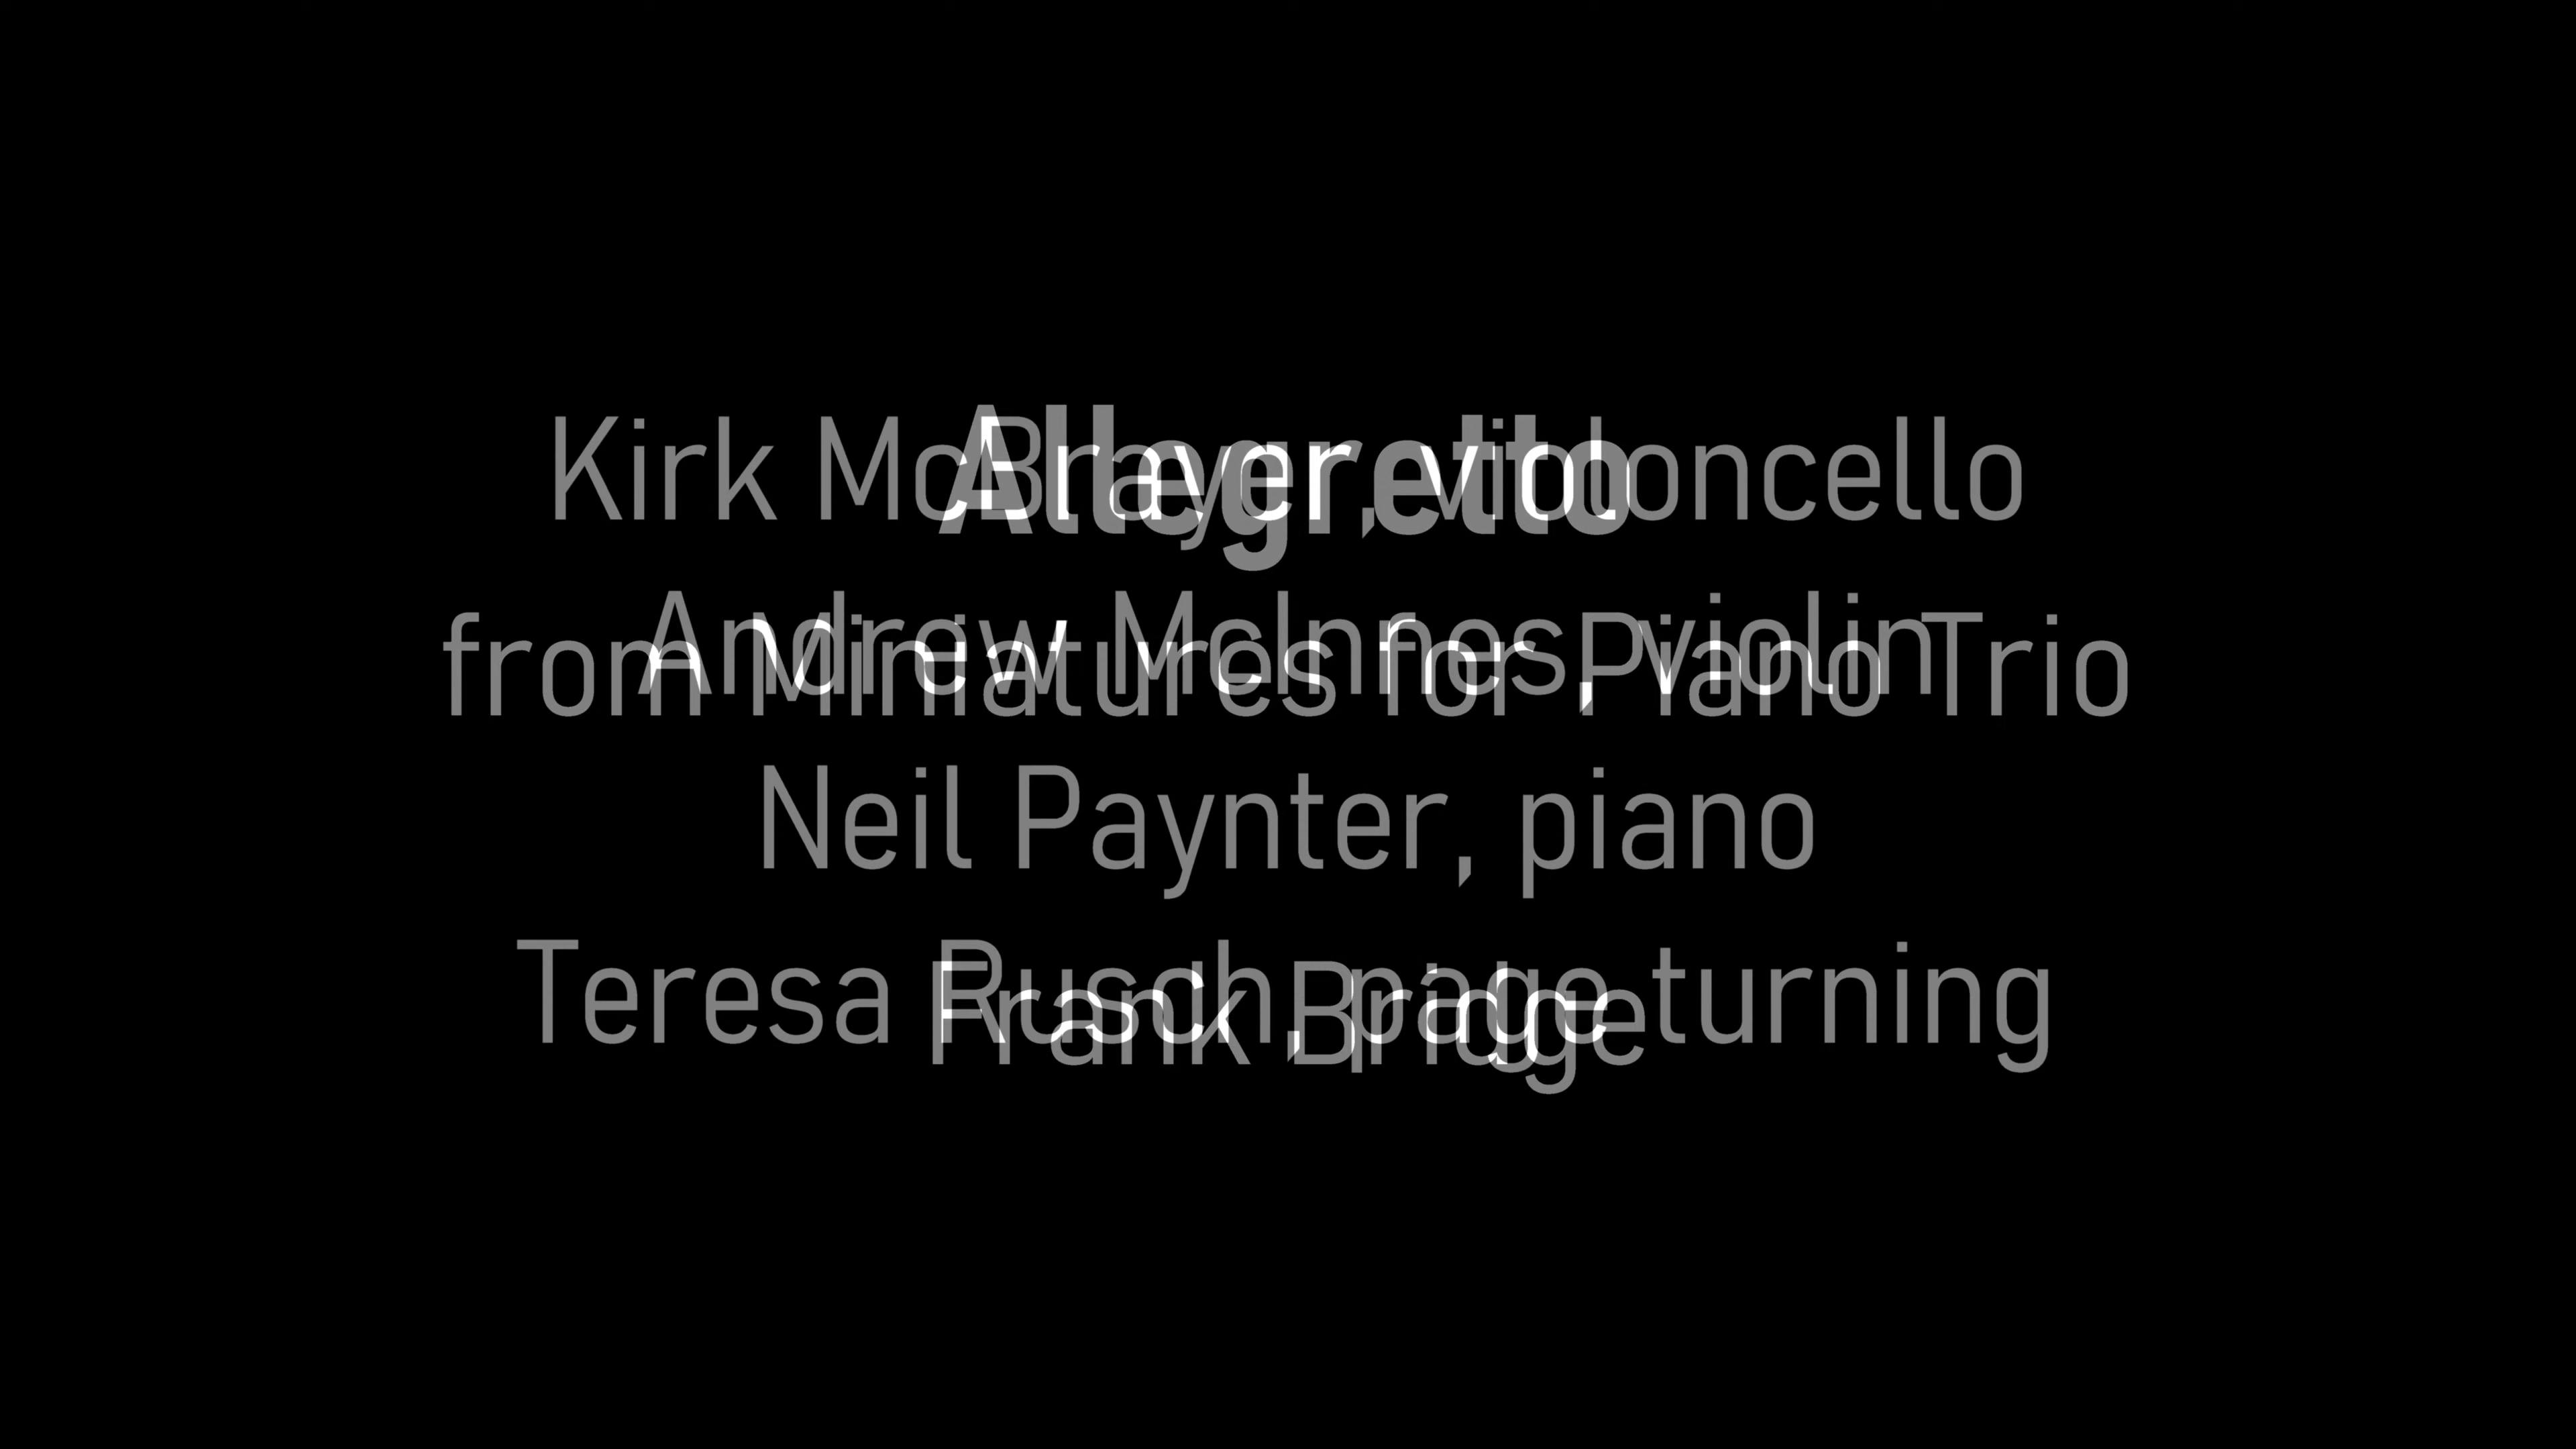 Allegretto
from Miniatures for Piano Trio
Frank Bridge
Kirk McBrayer, violoncello
Andrew McInnes, violin
Neil Paynter, piano
Teresa Rusch, page turning